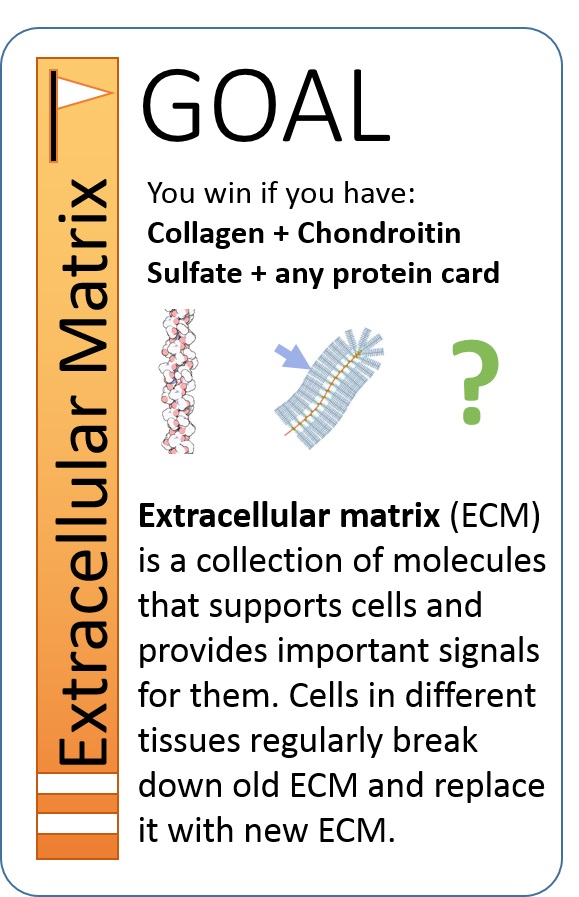 Extracellular Matrix
GOAL
You win if you have:
Collagen + Chondroitin
Sulfate + any protein card
?
Extracellular matrix (ECM)
is a collection of molecules
that supports cells and
provides important signals
for them. Cells in different
tissues regularly break
down old ECM and replace
it with new ECM.